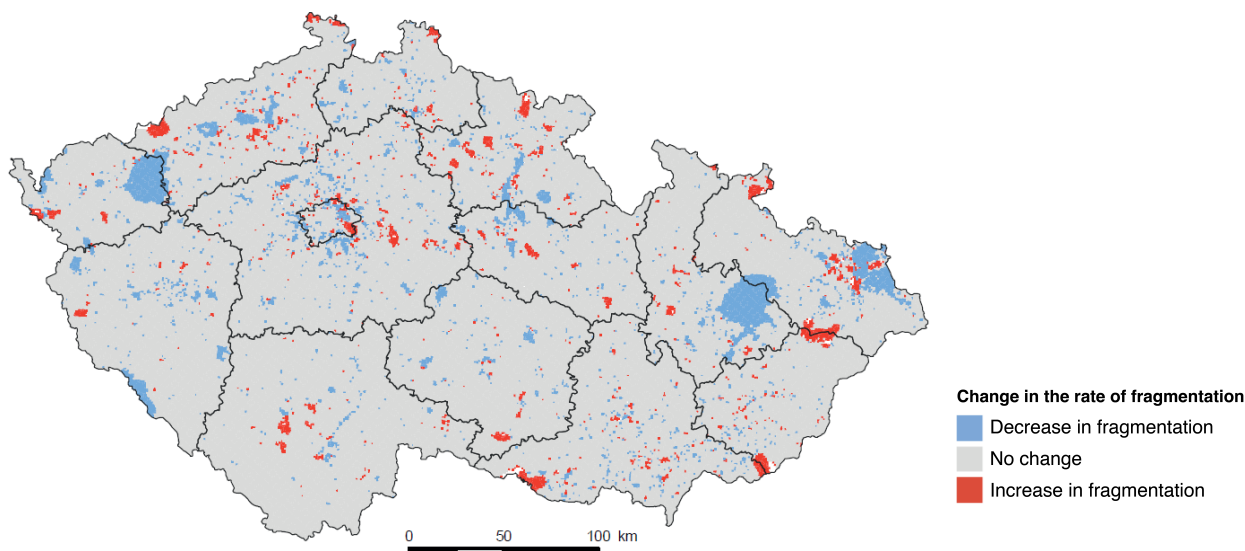 Change in the rate of fragmentation
Decrease in fragmentation
No change
Increase in fragmentation
0 50 100 km